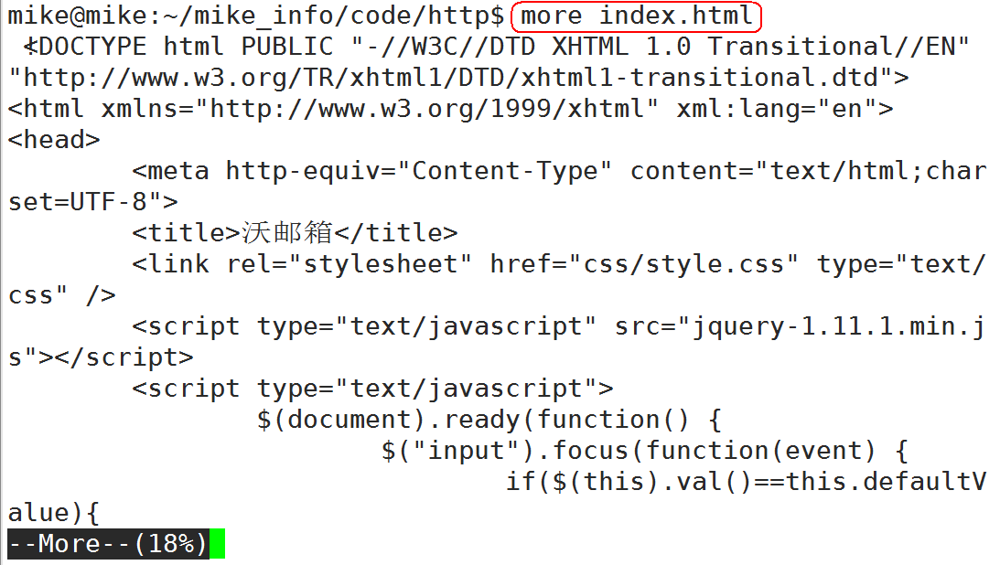 mike@mike:~/mike_info/code/http$ more index.html
<DOCTYPE html PUBLIC "-//W3C//DTD XHTML 1.0 Transitional//EN"
"http://www.w3.org/TR/xhtml1/DTD/xhtml1-transitional.dtd">
<html xmlns="http://www.w3.org/1999/xhtml" xml:lang="en">
<head>
        <meta http-equiv="Content-Type" content="text/html;char
set=UTF-8">
        <title>沃邮箱</title>
        <link rel="stylesheet" href="css/style.css" type="text/
css" />
        <script type="text/javascript" src="jquery-1.11.1.min.j
s"></script>
        <script type="text/javascript">
                $(document).ready(function() {
                        $("input").focus(function(event) {
                                if($(this).val()==this.defaultV
alue){
--More--(18%)